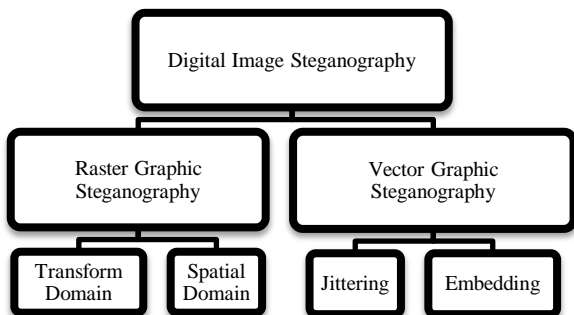 Digital Image Steganography
Raster Graphic
Steganography
Vector Graphic
Steganography
Transform
Domain
Spatial
Domain
Jittering
Embedding